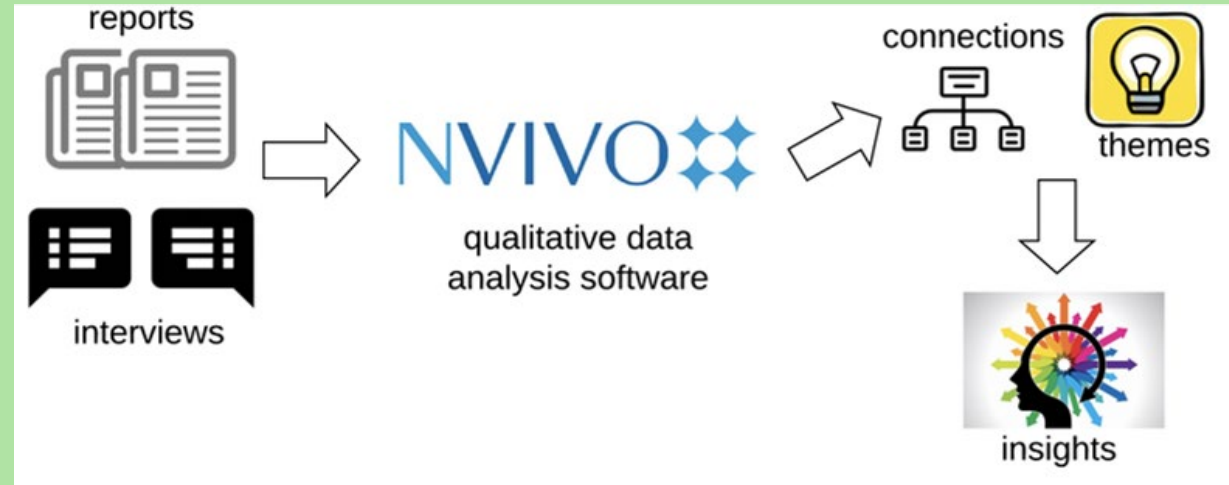 reports
interviews
NVIVO
qualitative data
analysis software
connections
themes
insights